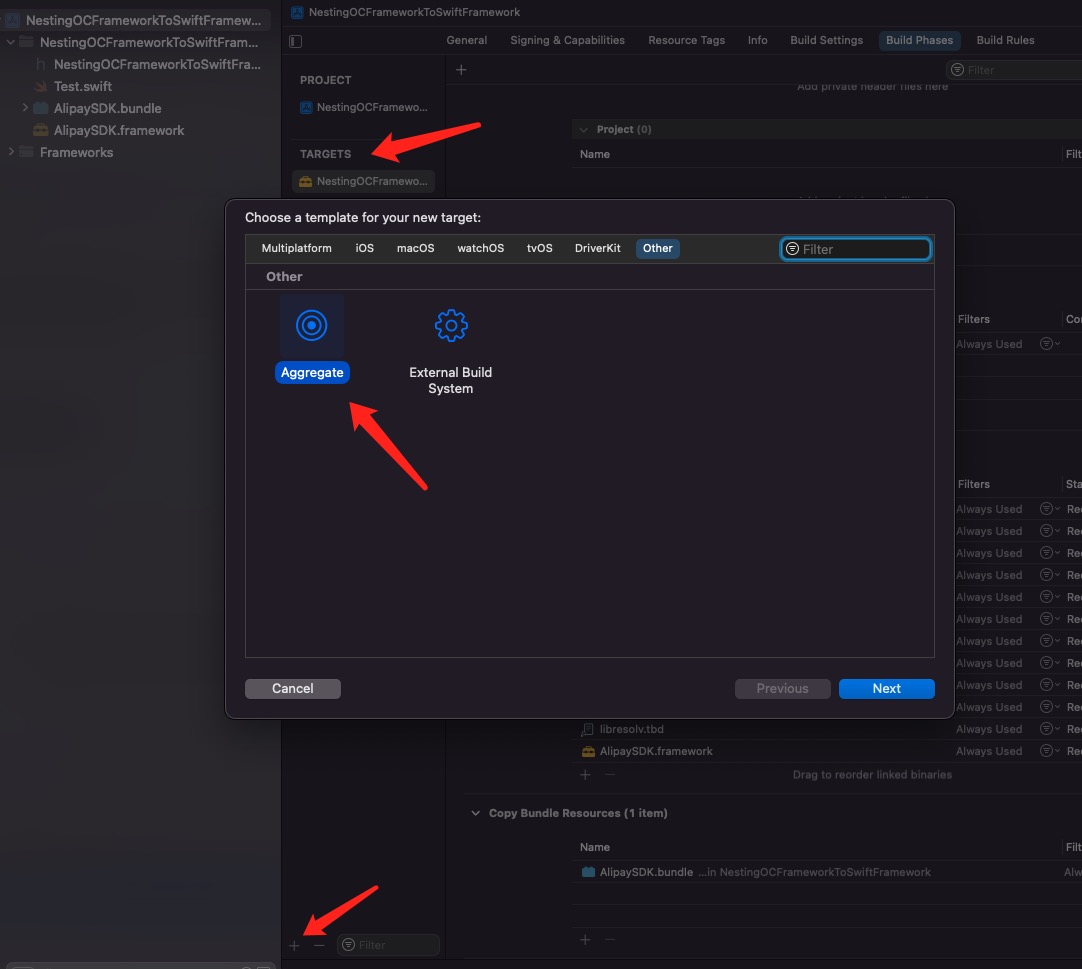 NestingOCFrameworkToSwiftFramew...
NestingOCFrameworkToSwiftFram...
NestingOCFrameworkToSwiftFra...
Test.swift
AlipaySDK.bundle
AlipaySDK.framework
Frameworks
NestingOCFrameworkToSwiftFramework
General Signing & Capabilities Resource Tags Info Build Settings Build Phases Build Rules
PROJECT
NestingOCFramewo...
TARGETS
NestingOCFramewo...
Filter
Add private header files here
Project (0)
Name Filt
Choose a template for your new target:
Multiplatform iOS macOS watchOS tvOS DriverKit Other Filter
Other
Aggregate
External Build
System
Cancel Previous Next
Filters Co
Always Used
Filters Sta
Always Used Re
Always Used Re
Always Used Re
Always Used Re
Always Used Re
Always Used Re
Always Used Re
Always Used Re
Always Used Re
Always Used Re
libresolv.tbd Always Used Re
AlipaySDK.framework Always Used Re
Drag to reorder linked binaries
Copy Bundle Resources (1 item)
Name Filt
AlipaySDK.bundle ...in NestingOCFrameworkToSwiftFramework Alw
Filter